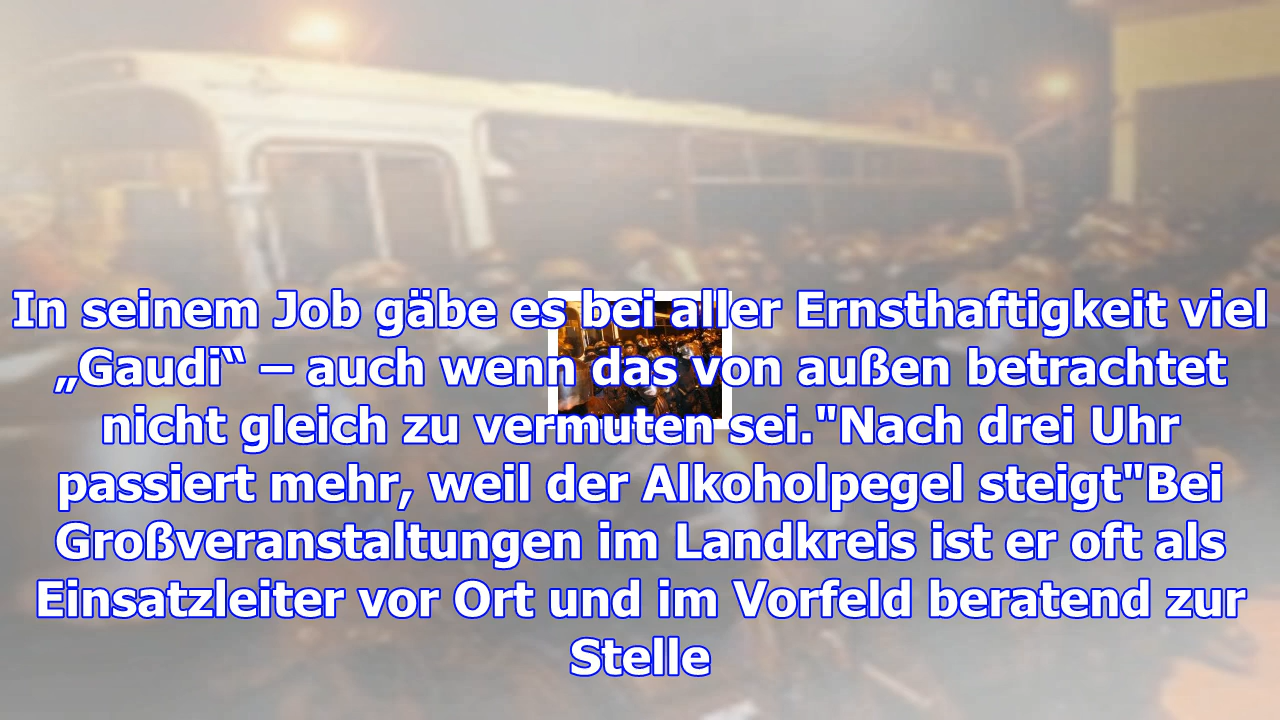 In seinem Job gäbe es bei aller Ernsthaftigkeit viel
„Gaudi“ – auch wenn das von außen betrachtet
nicht gleich zu vermuten sei."Nach drei Uhr
passiert mehr, weil der Alkoholpegel steigt"Bei
Großveranstaltungen im Landkreis ist er oft als
Einsatzleiter vor Ort und im Vorfeld beratend zur
Stelle